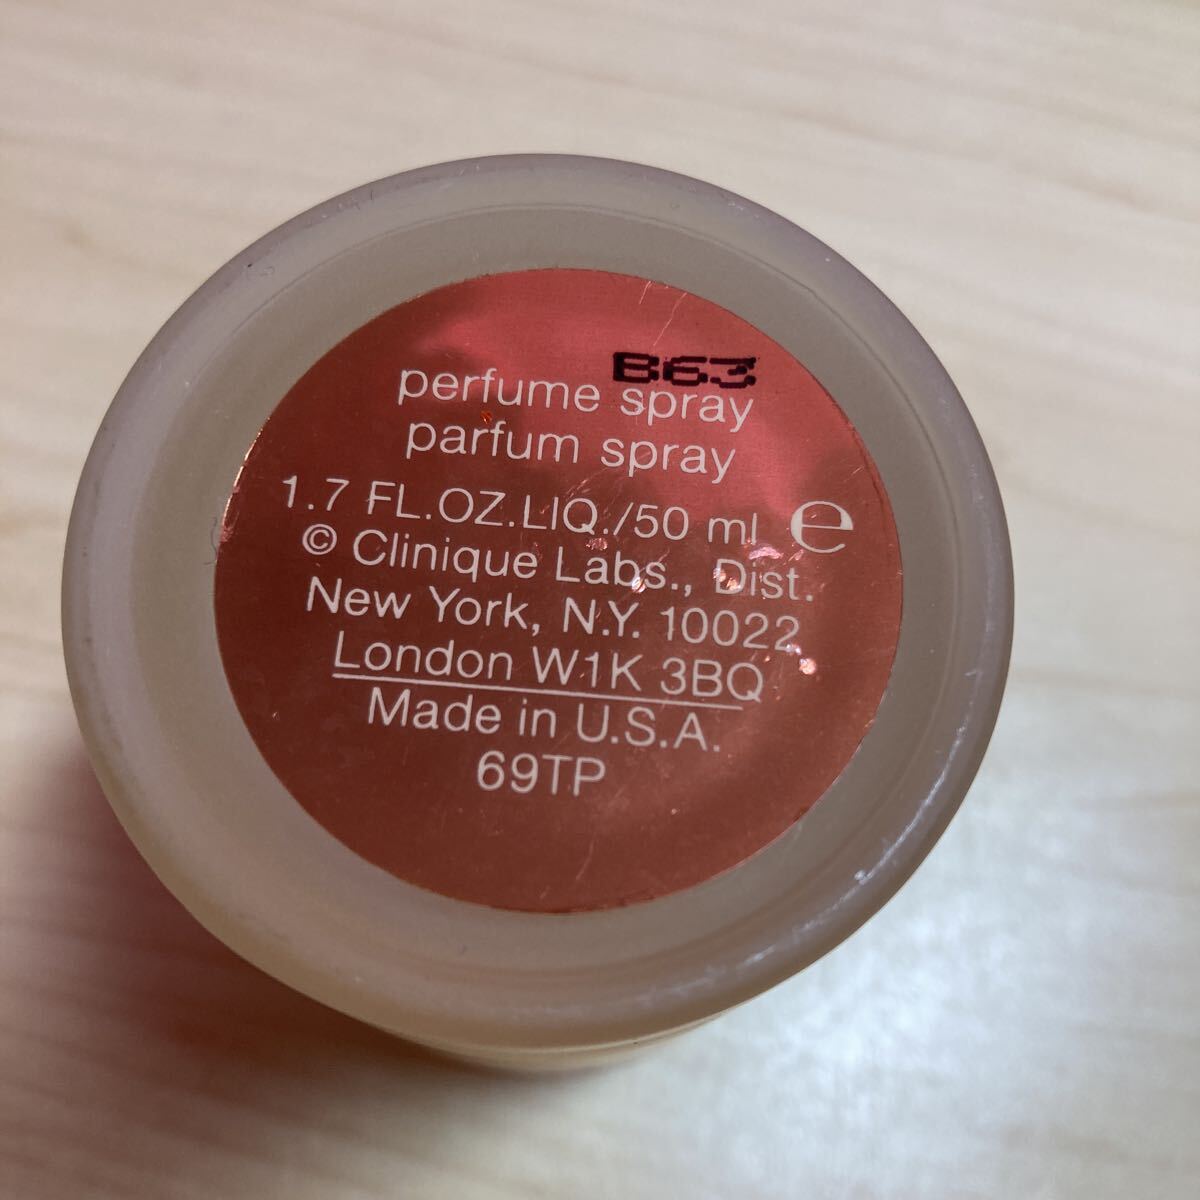 B63
perfume spray
parfum spray
1.7 FL.OZ.LIQ./50 ml ℮
© Clinique Labs., Dist.
New York, N.Y. 10022
London W1K 3BQ
Made in U.S.A.
69TP